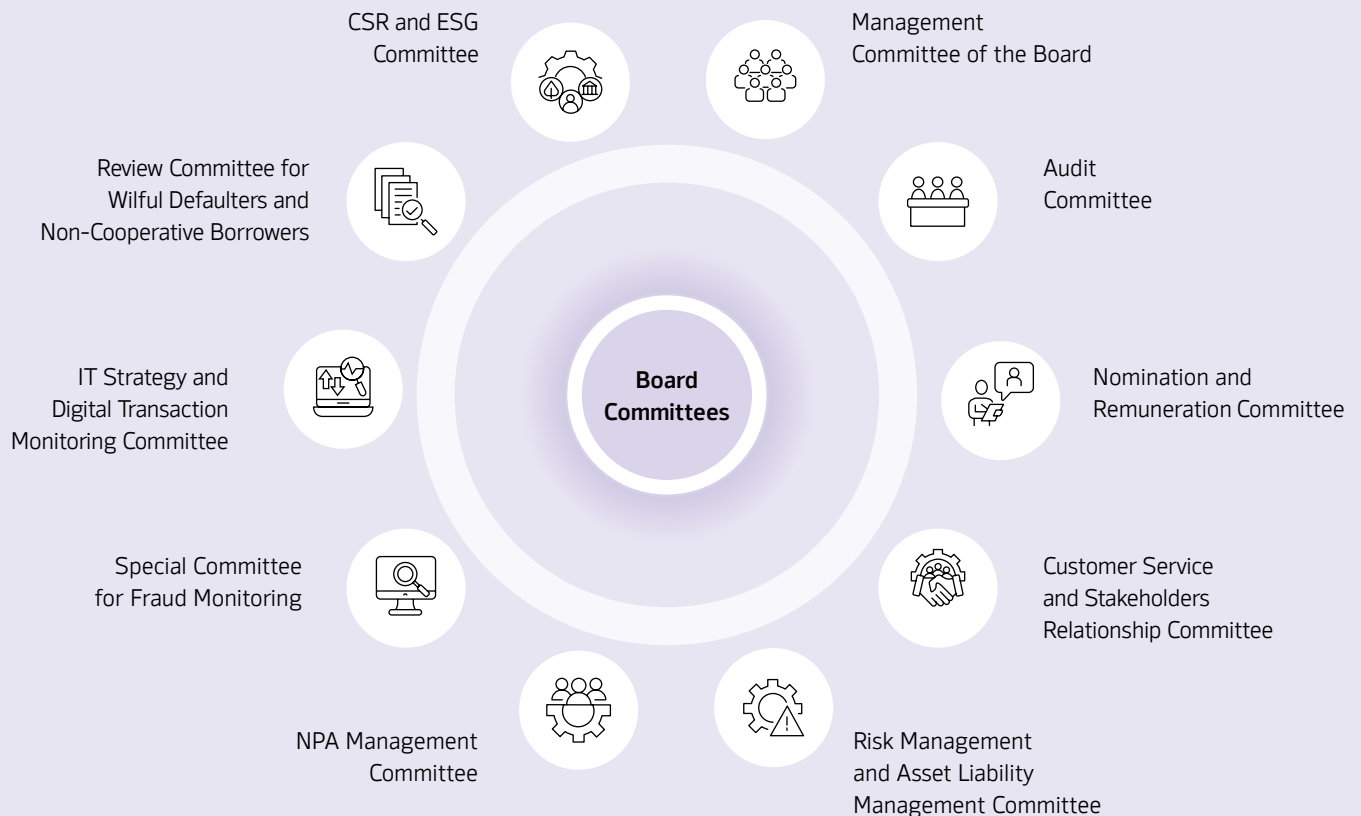 CSR and ESG
Committee
Management
Committee of the Board
Review Committee for
Wilful Defaulters and
Non-Cooperative Borrowers
Audit
Committee
IT Strategy and
Digital Transaction
Monitoring Committee
Board
Committees
Nomination and
Remuneration Committee
Special Committee
for Fraud Monitoring
Customer Service
and Stakeholders
Relationship Committee
NPA Management
Committee
Risk Management
and Asset Liability
Management Committee